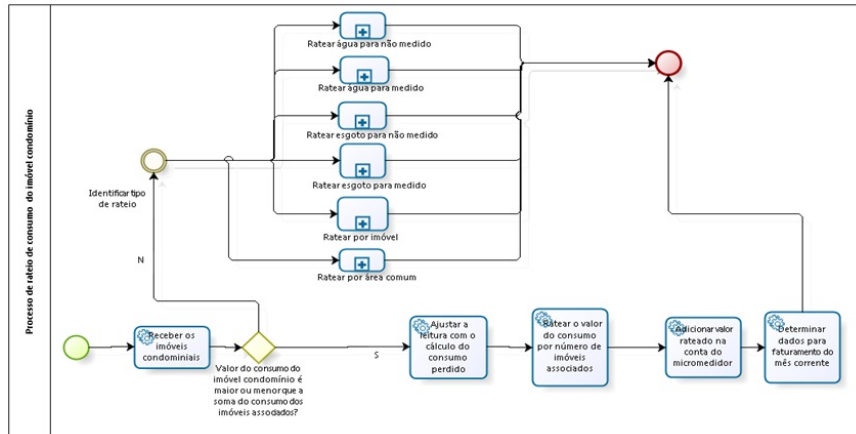 Processo de rateio de consumo do imóvel condomínio
Ratear água para não medido
Ratear água para medido
Ratear esgoto para não medido
Ratear esgoto para medido
Ratear por imóvel
Ratear por área comum
Identificar tipo
de rateio
N
Receber os
imóveis
condominiais
Valor do consumo do
imóvel condomínio é
maior ou menor que a
soma do consumo dos
imóveis associados?
S
Ajustar a
leitura com o
cálculo do
consumo
perdido
Ratear o valor
do consumo
por número de
imóveis
associados
Adicionar valor
rateado na
conta do
micromedidor
Determinar
dados para
faturamento do
mês corrente